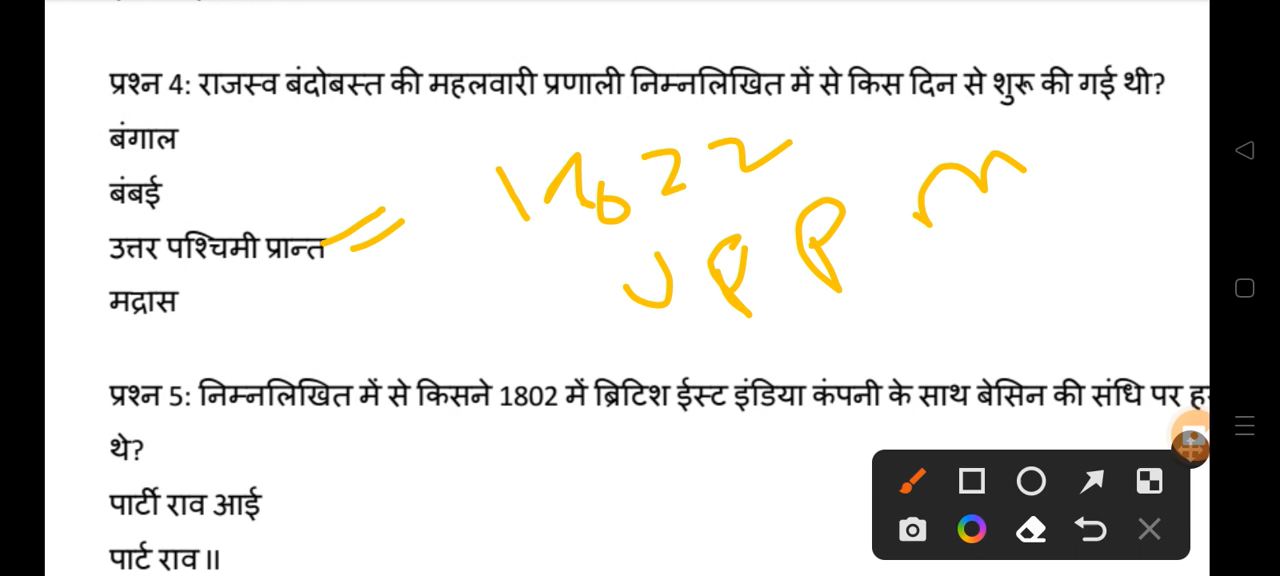 प्रश्न 4: राजस्व बंदोबस्त की महलवारी प्रणाली निम्नलिखित में से किस दिन से शुरू की गई थी?
बंगाल
1822
बंबई
उत्तर पश्चिमी प्रान्त
मद्रास
प्रश्न 5: निम्नलिखित में से किसने 1802 में ब्रिटिश ईस्ट इंडिया कंपनी के साथ बेसिन की संधि पर
थे?
पार्टी राव आई
पार्ट राव II